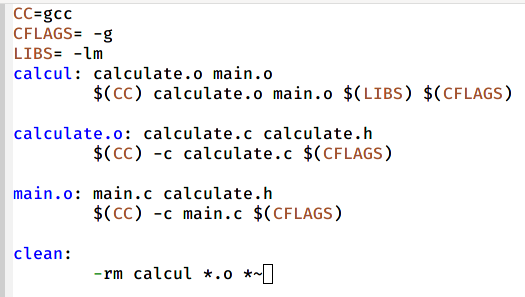 CC=gcc
CFLAGS= -g
LIBS= -lm
calcul: calculate.o main.o
$(CC) calculate.o main.o $(LIBS) $(CFLAGS)
calculate.o: calculate.c calculate.h
$(CC) -c calculate.c $(CFLAGS)
main.o: main.c calculate.h
$(CC) -c main.c $(CFLAGS)
clean:
-rm calcul *.o *~